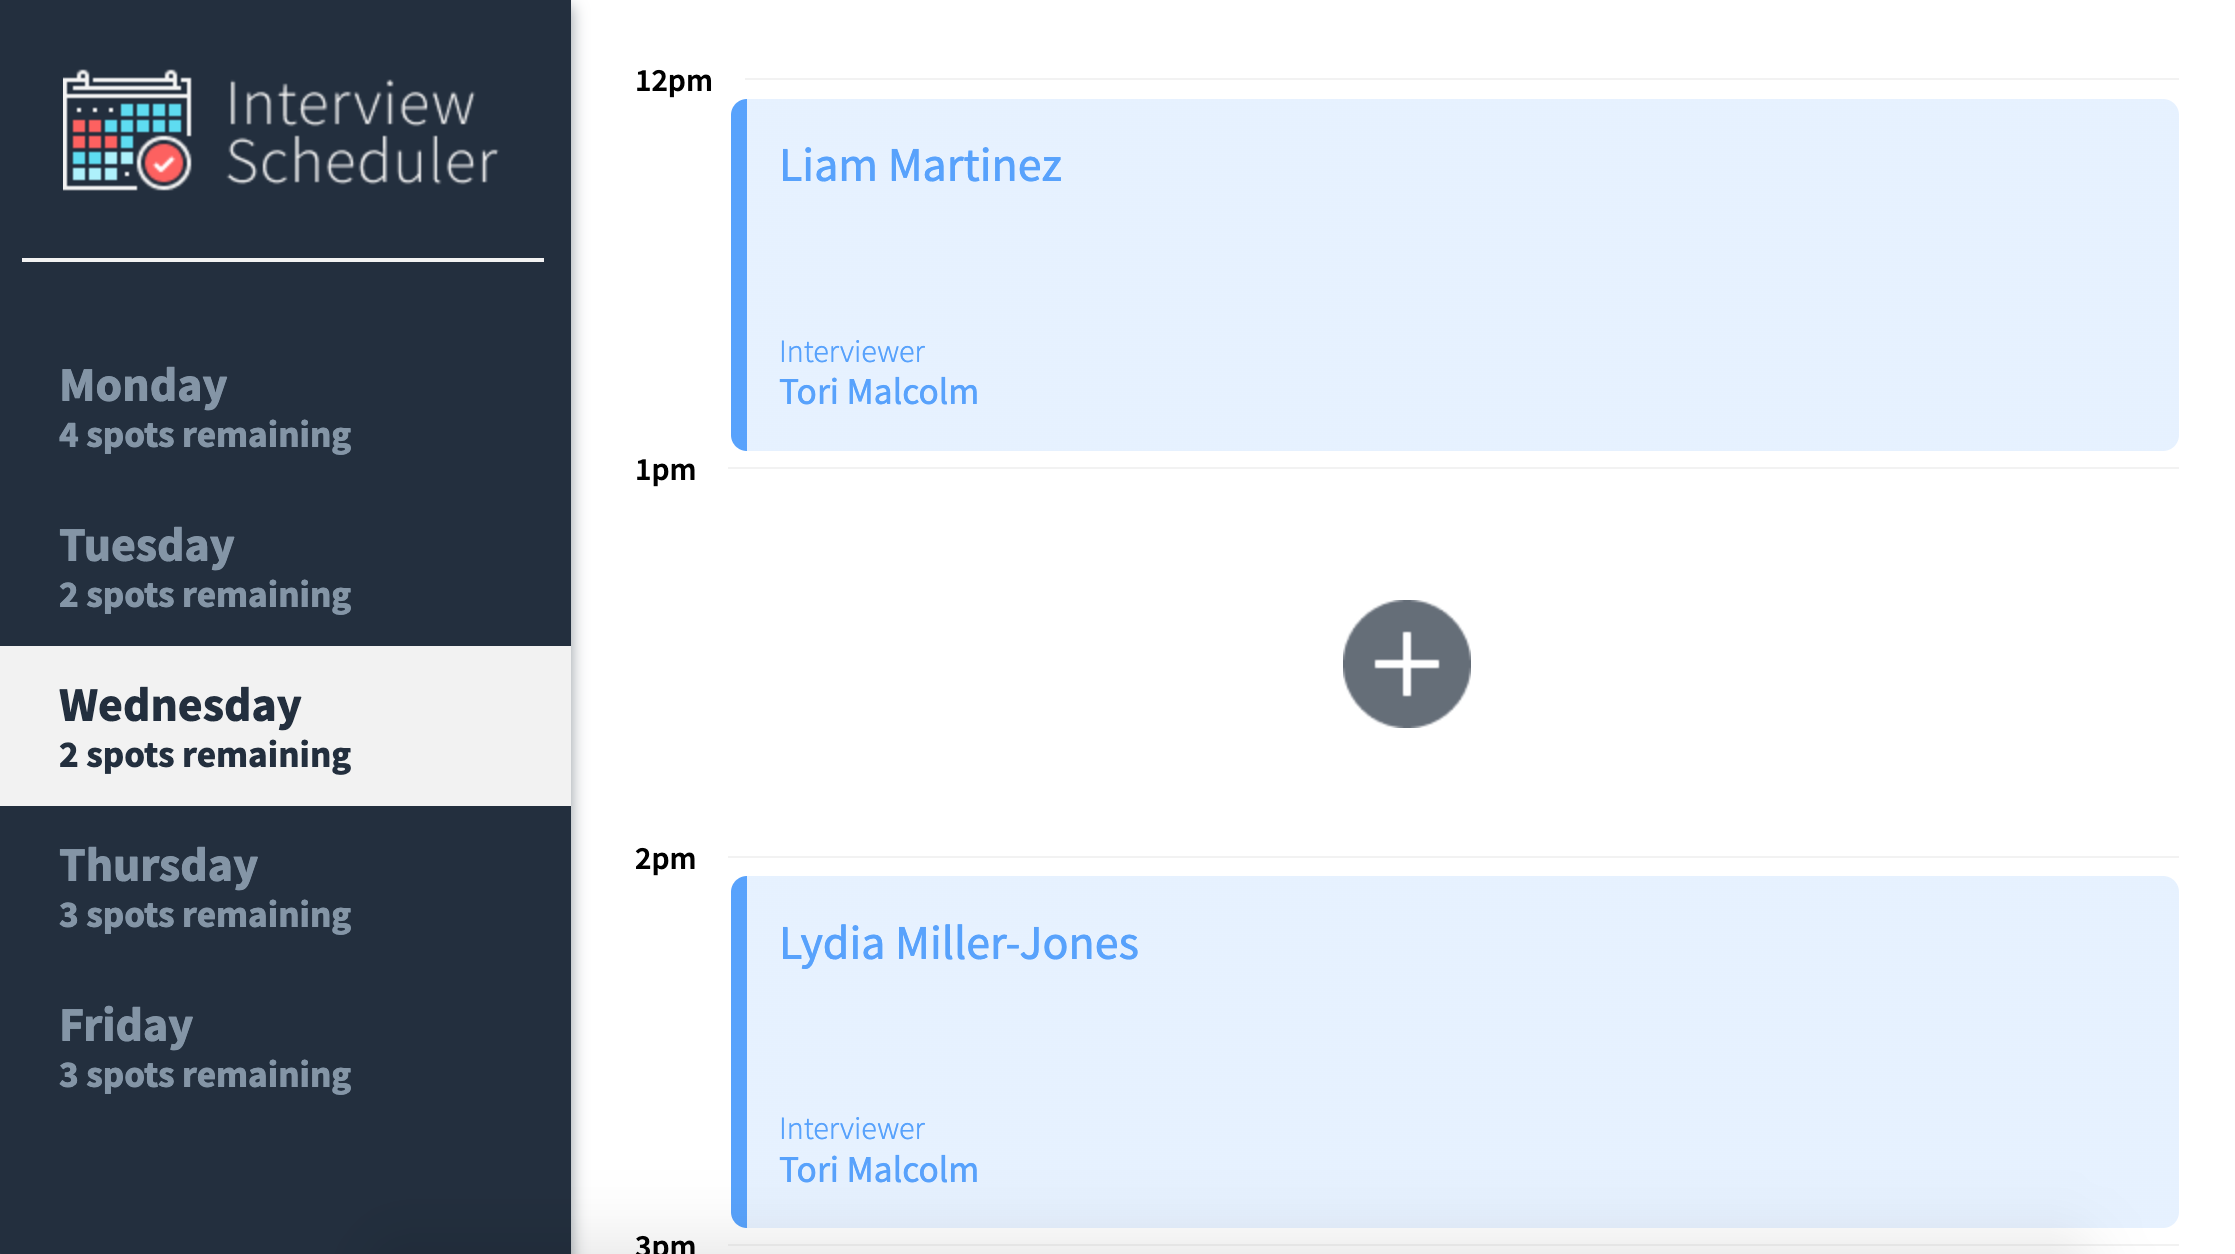 Interview
Scheduler
Monday
4 spots remaining
Tuesday
2 spots remaining
Wednesday
2 spots remaining
Thursday
3 spots remaining
Friday
3 spots remaining
12pm
Liam Martinez
Interviewer
Tori Malcolm
1pm
2pm
Lydia Miller-Jones
Interviewer
Tori Malcolm
3pm